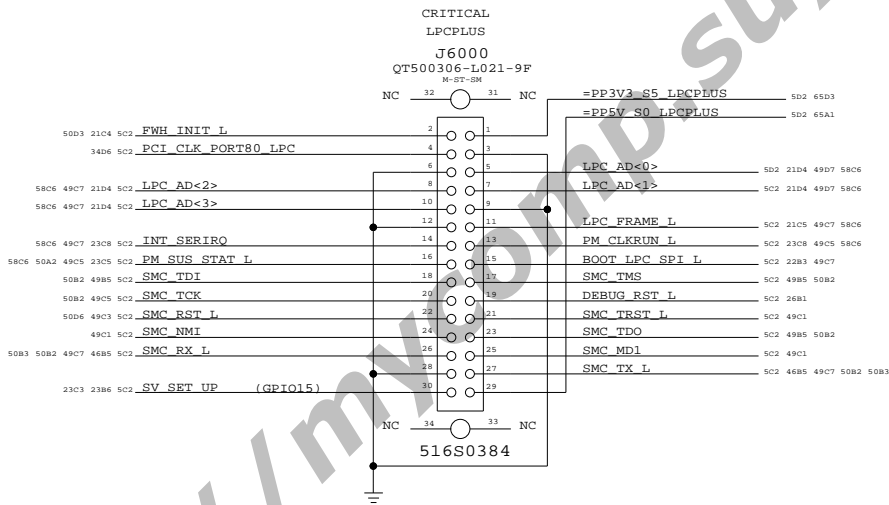 CRITICAL
LPCPLUS
J6000
QT500306-L021-9F
M-ST-SM
NC 32 31 NC =PP3V3_S5_LPCPLUS 5D2 65D3
=PP5V_S0_LPCPLUS 5D2 65A1
50D3 21C4 5C2 FWH_INIT_L 2 1
34D6 5C2 PCI_CLK_PORT80_LPC 4 3
6 5 LPC_AD<0> 5D2 21D4 49D7 58C6
58C6 49C7 21D4 5C2 LPC_AD<2> 8 7 LPC_AD<1> 5C2 21D4 49D7 58C6
58C6 49C7 21D4 5C2 LPC_AD<3> 10 9
12 11 LPC_FRAME_L 5C2 21C5 49C7 58C6
58C6 49C7 23C8 5C2 INT_SERIRQ 14 13 PM_CLKRUN_L 5C2 23C8 49C5 58C6
58C6 50A2 49C5 23C5 5C2 PM_SUS_STAT_L 16 15 BOOT_LPC_SPI_L 5C2 22B3 49C7
50B2 49B5 5C2 SMC_TDI 18 17 SMC_TMS 5C2 49B5 50B2
50B2 49C5 5C2 SMC_TCK 20 19 DEBUG_RST_L 5C2 26B1
50D6 49C3 5C2 SMC_RST_L 22 21 SMC_TRST_L 5C2 49C1
49C1 5C2 SMC_NMI 24 23 SMC_TDO 5C2 49B5 50B2
50B3 50B2 49C7 46B5 5C2 SMC_RX_L 26 25 SMC_MD1 5C2 49C1
28 27 SMC_TX_L 5C2 46B5 49C7 50B2 50B3
23C3 23B6 5C2 SV_SET_UP (GPIO15) 30 29
NC 34 33 NC
516S0384
://mycomp.su